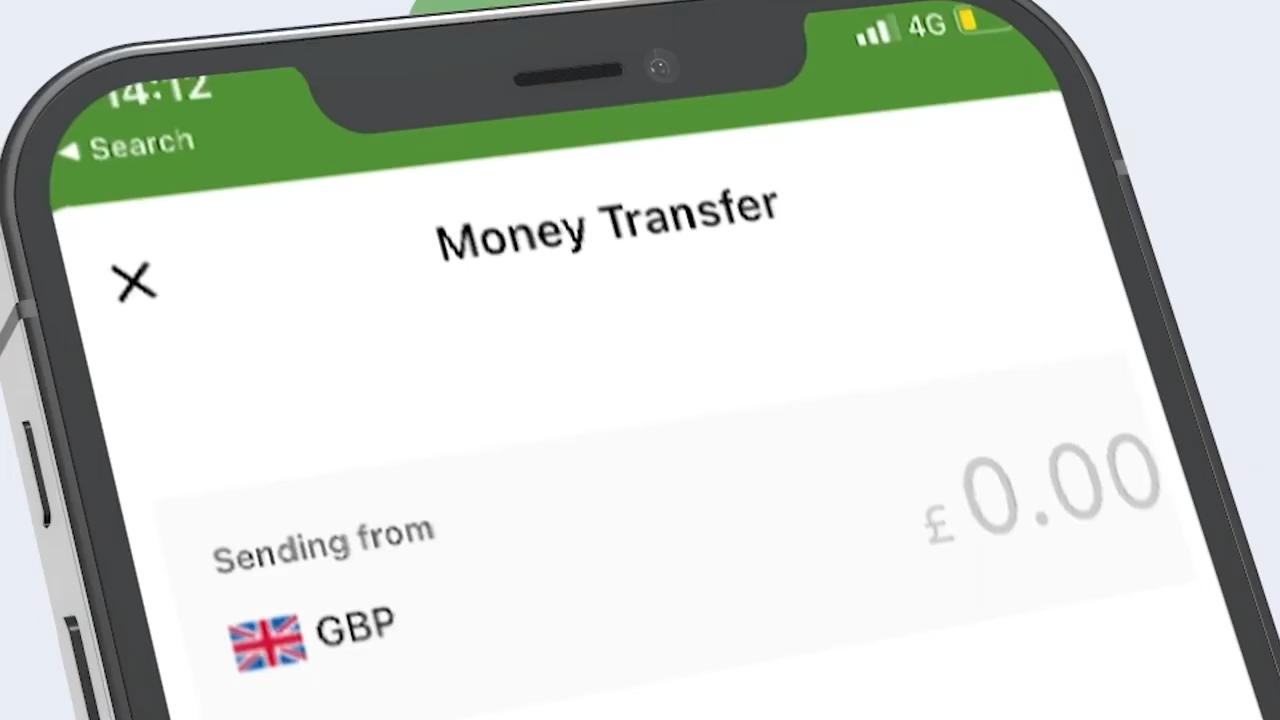 14:12
4G
Search
Money Transfer
£ 0.00
Sending from
GBP